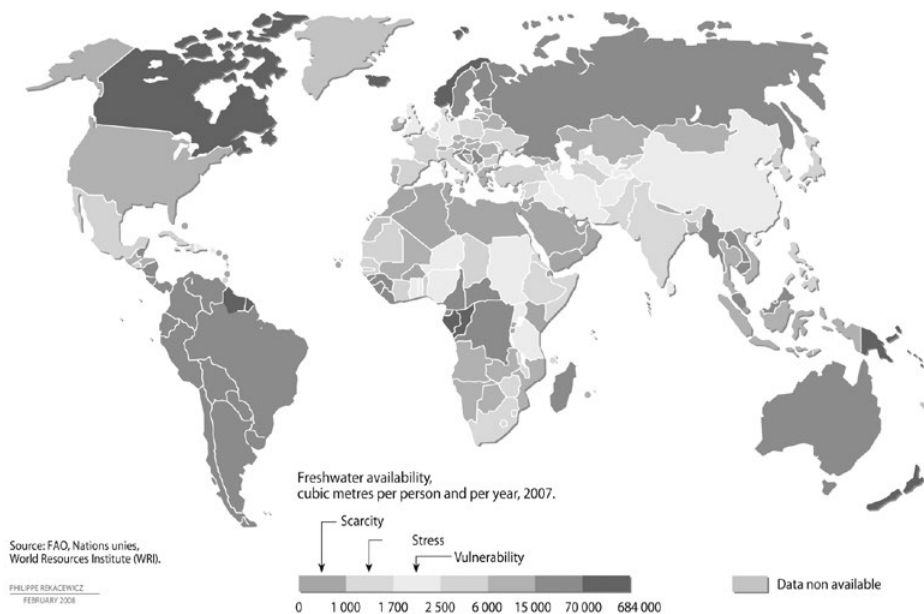 Freshwater availability,
cubic metres per person and per year, 2007.
Scarcity
Stress
Vulnerability
0 1 000 1 700 2 500 6 000 15 000 70 000 684 000
Data non available
Source: FAO, Nations unies,
World Resources Institute (WRI).
PHILIPPE REKACEWICZ
FEBRUARY 2008